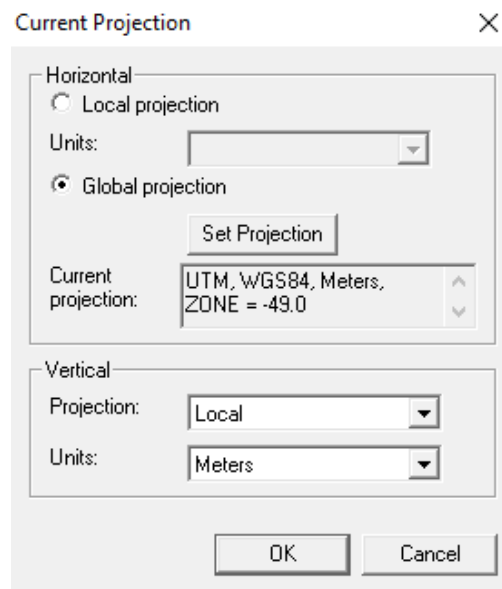 Current Projection
Horizontal
Local projection
Units:
Global projection
Set Projection
Current
projection:
UTM, WGS84, Meters,
ZONE = -49.0
Vertical
Projection:
Local
Units:
Meters
OK
Cancel